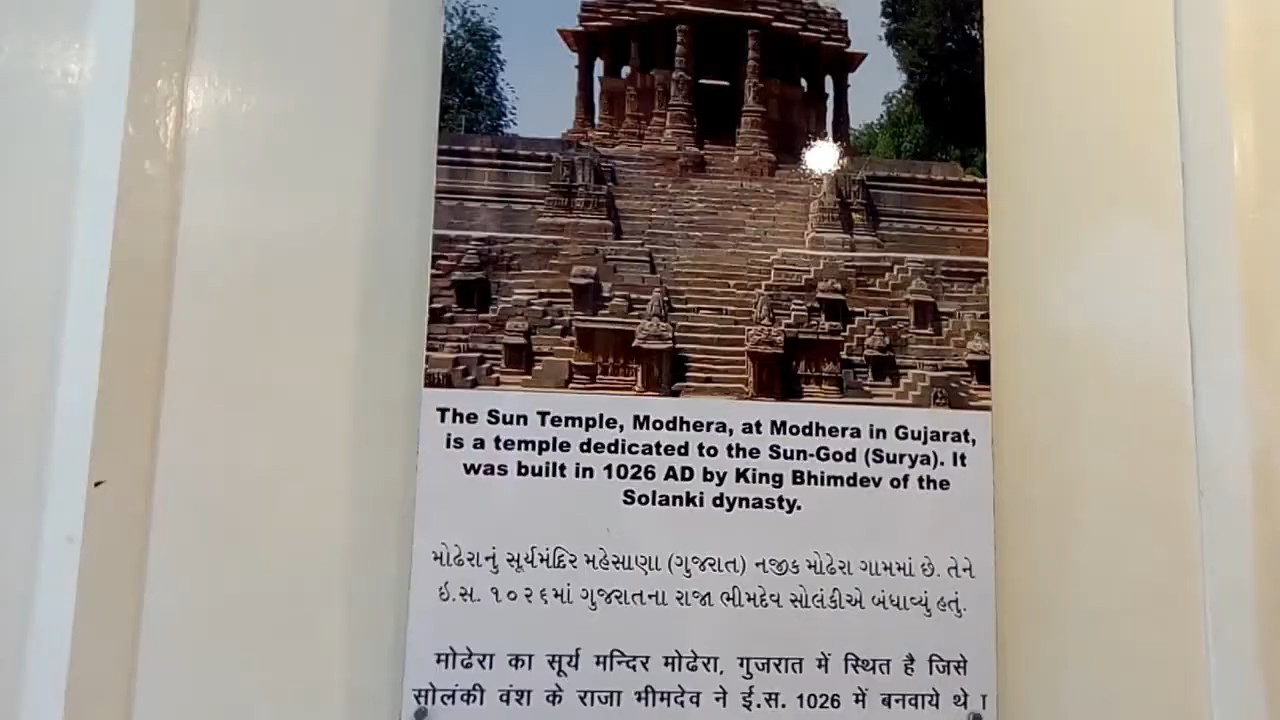 The Sun Temple, Modhera, at Modhera in Gujarat,
is a temple dedicated to the Sun-God (Surya). It
was built in 1026 AD by King Bhimdev of the
Solanki dynasty.
મોઢેરાનું સૂર્યમંદિર મહેસાણા (ગુજરાત) નજીક મોઢેરા ગામમાં છે. તેને
ઇ.સ. ૧૦૨૬માં ગુજરાતના રાજા ભીમદેવ સોલંકીએ બંધાવ્યું હતું.
मोढेरा का सूर्य मन्दिर मोढेरा, गुजरात में स्थित है जिसे
सोलंकी वंश के राजा भीमदेव ने ई.स. 1026 में बनवाये थे ।